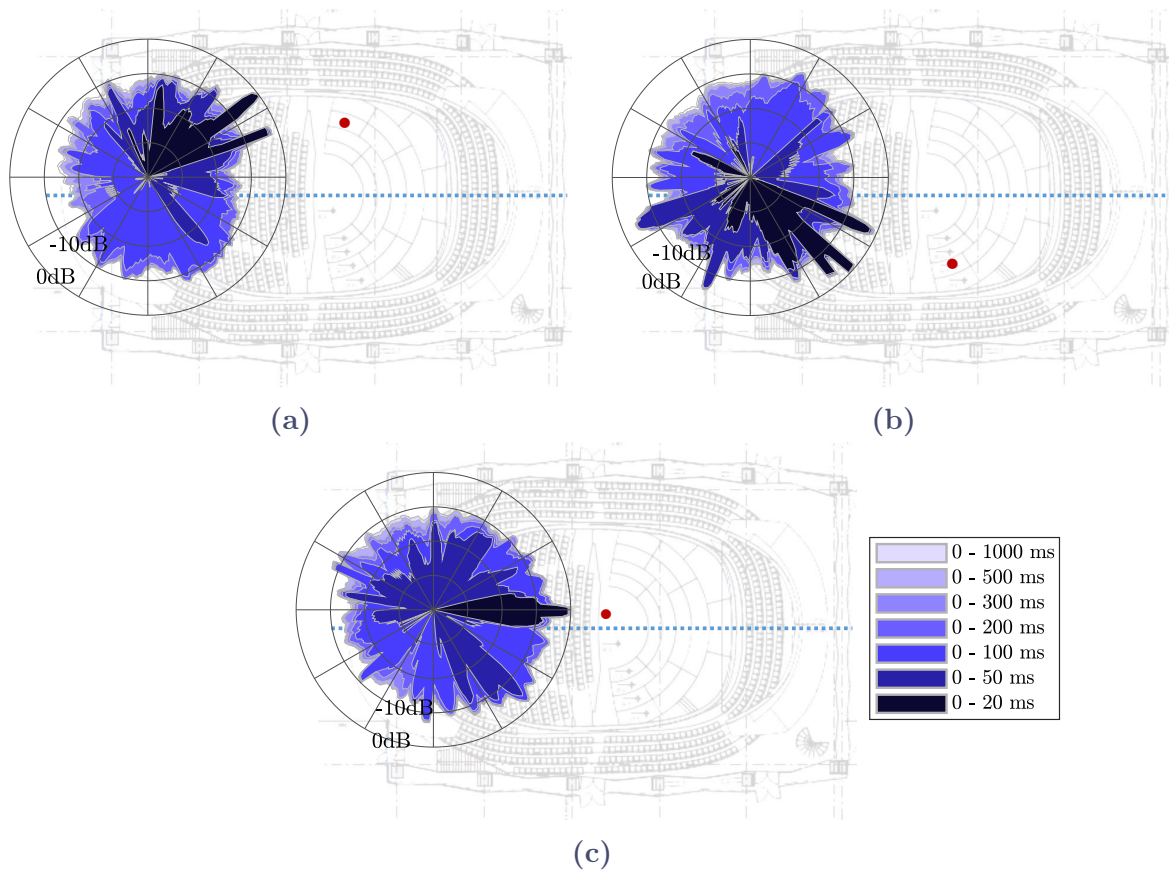 -10dB
0dB
-10dB
0dB
(a)
(b)
-10dB
0dB
0 - 1000 ms
0 - 500 ms
0 - 300 ms
0 - 200 ms
0 - 100 ms
0 - 50 ms
0 - 20 ms
(c)